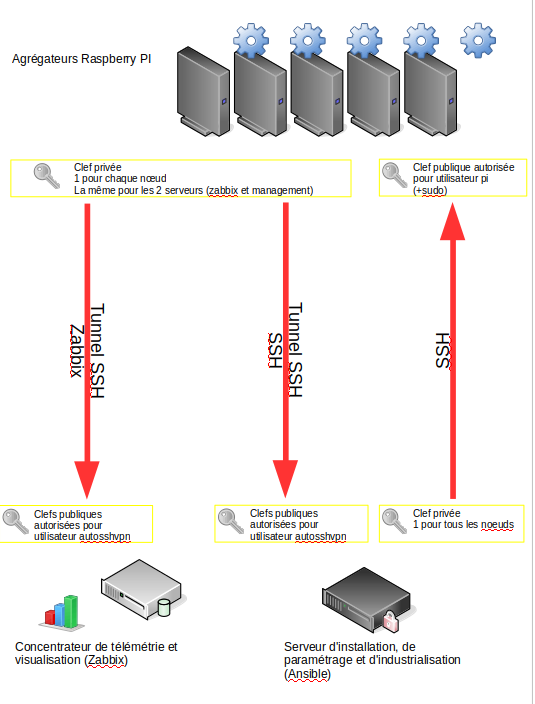 Agrégateurs Raspberry PI
Clef privée
1 pour chaque nœud
La même pour les 2 serveurs (zabbix et management)
Clef publique autorisée
pour utilisateur pi
(+sudo)
Tunnel SSH
Zabbix
Tunnel SSH
SSH
SSH
Clefs publiques
autorisées pour
utilisateur autosshvpn
Clefs publiques
autorisées pour
utilisateur autosshvpn
Clef privée
1 pour tous les noeuds
Concentrateur de télémétrie et
visualisation (Zabbix)
Serveur d'installation, de
paramétrage et d'industrialisation
(Ansible)